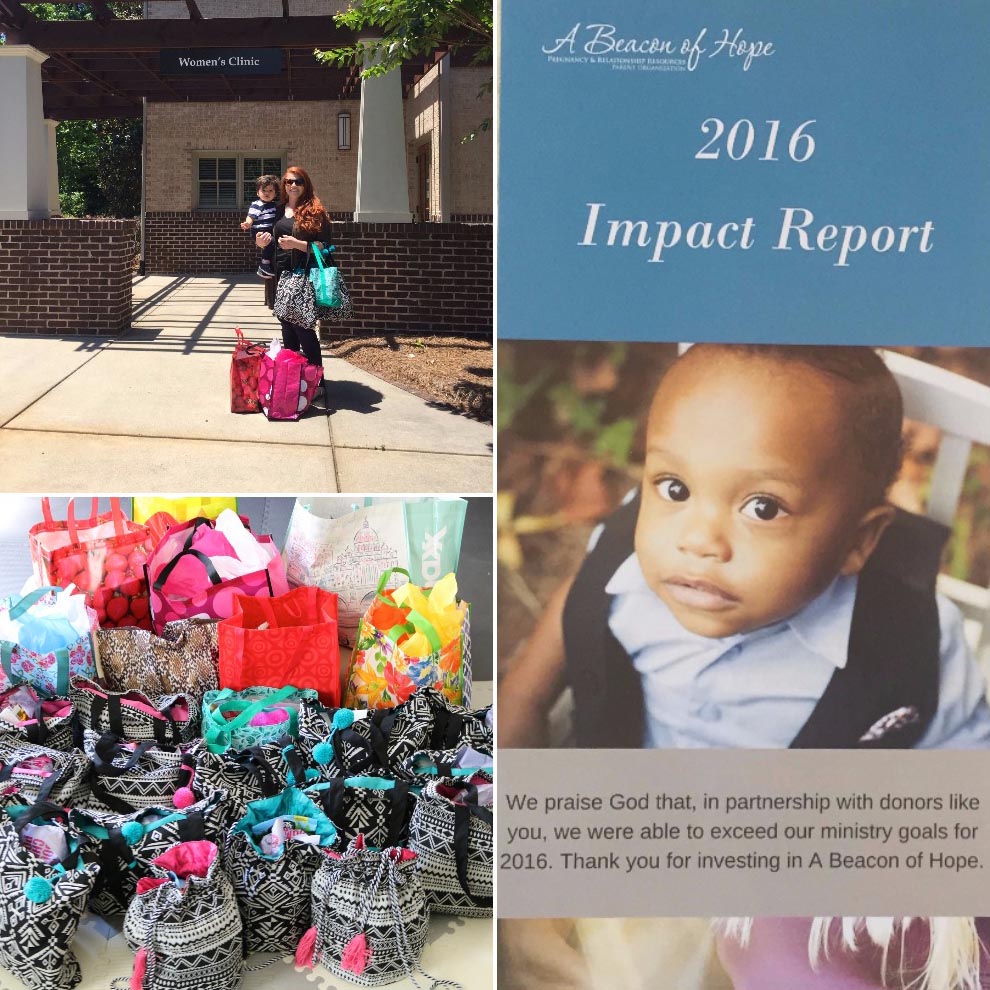 Women's Clinic
A Beacon of Hope
PREGNANCY & RELATIONSHIP RESOURCES
PARENT ORGANIZATION
2016
Impact Report
We praise God that, in partnership with donors like
you, we were able to exceed our ministry goals for
2016. Thank you for investing in A Beacon of Hope.